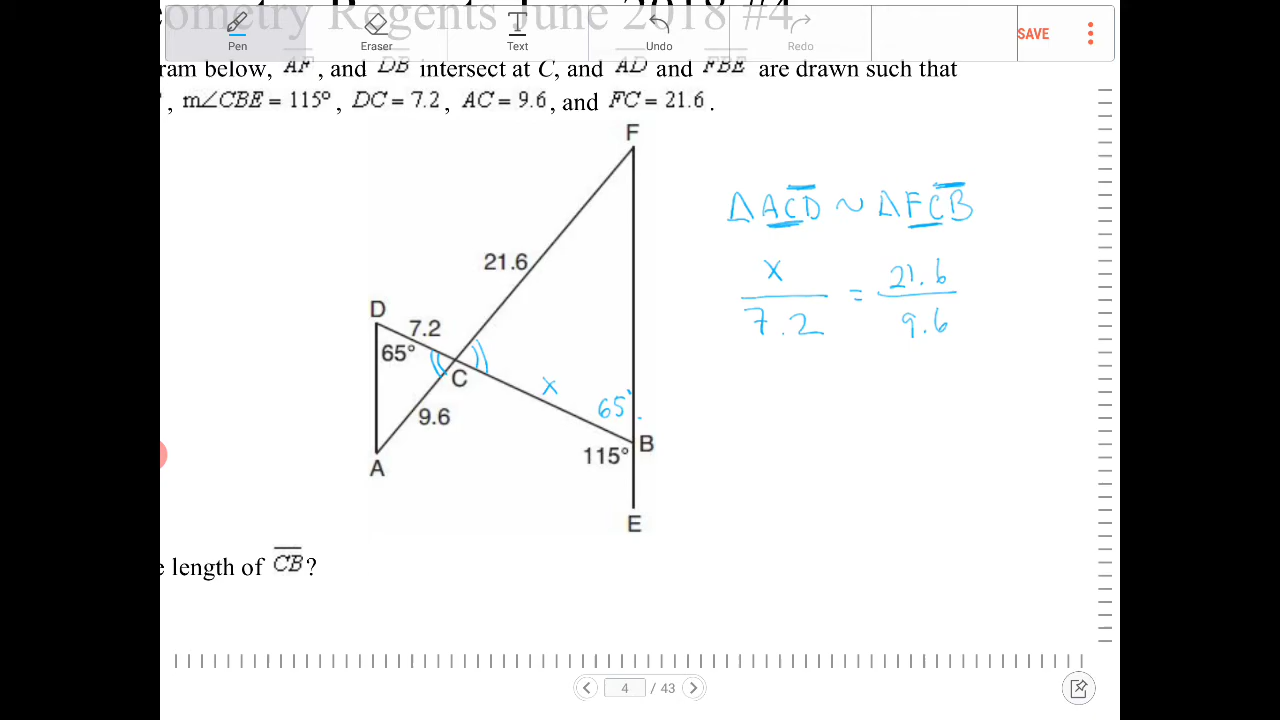 eometry Regents June 2018 #4
Pen Eraser Text Undo Redo SAVE
ram below, AF, and DB intersect at C, and AD and FBE are drawn such that
°, m∠CBE = 115°, DC = 7.2, AC = 9.6, and FC = 21.6.
F
ΔACD ~ ΔFCB
21.6
x/7.2 = 21.6/9.6
D
7.2
65°
C
x
65°
9.6
B
115°
A
E
e length of CB?
4 / 43